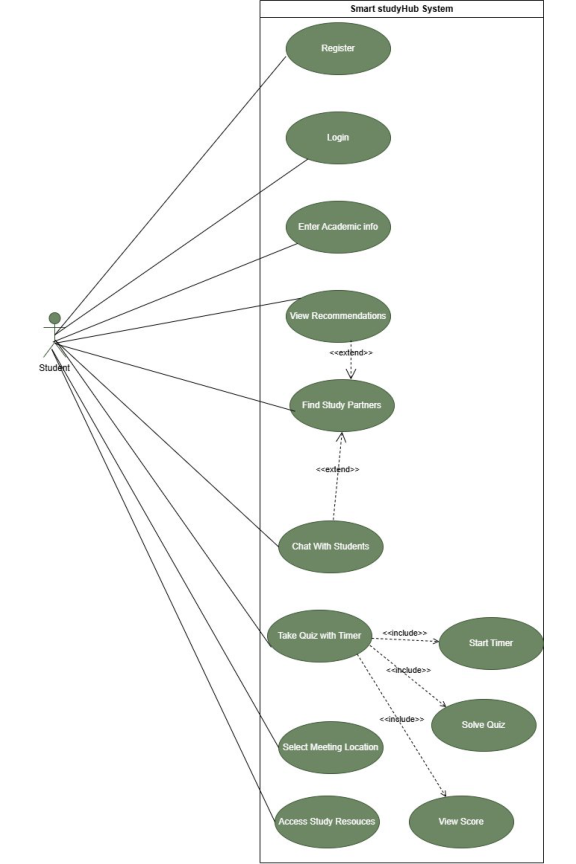 Smart studyHub System
Register
Login
Enter Academic info
View Recommendations
<<extend>>
Student
Find Study Partners
<<extend>>
Chat With Students
Take Quiz with Timer
<<include>>
Start Timer
<<include>>
Solve Quiz
<<include>>
Select Meeting Location
Access Study Resouces
View Score